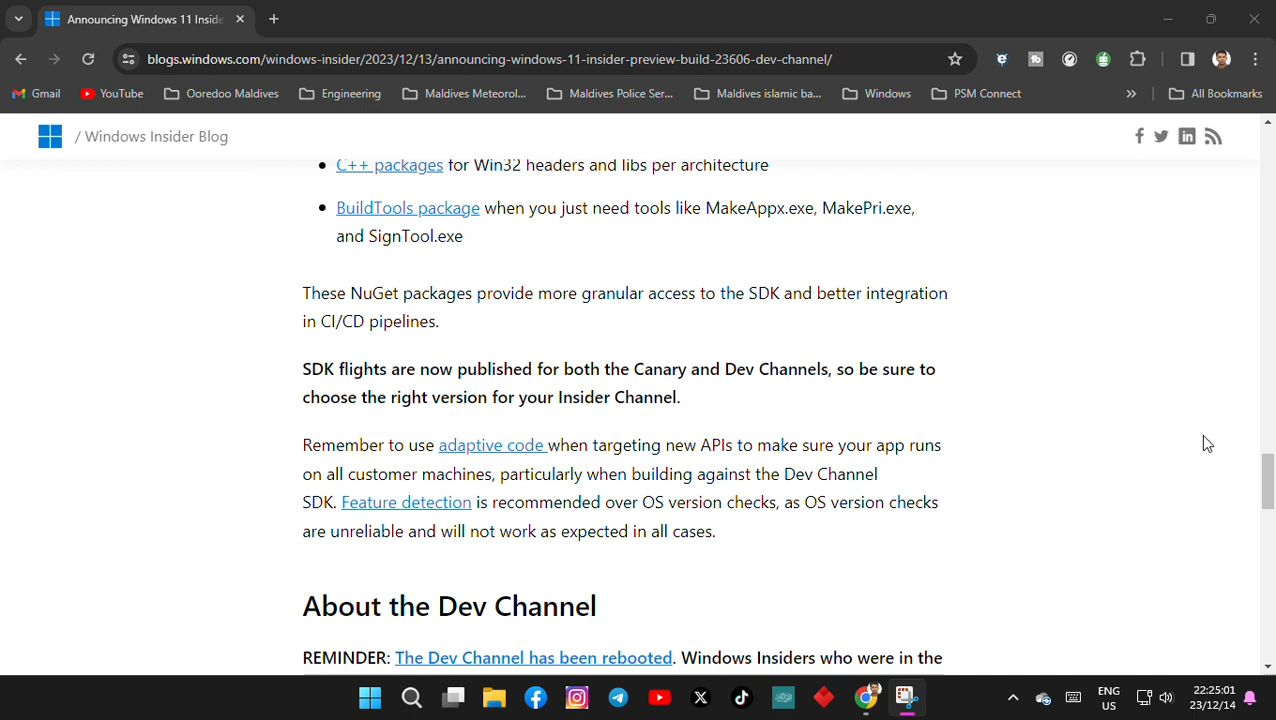 Announcing Windows 11 Inside
blogs.windows.com/windows-insider/2023/12/13/announcing-windows-11-insider-preview-build-23606-dev-channel/
Gmail YouTube Ooredoo Maldives Engineering Maldives Meteorol... Maldives Police Ser... Maldives islamic ba... Windows PSM Connect » All Bookmarks
/ Windows Insider Blog
• C++ packages for Win32 headers and libs per architecture
• BuildTools package when you just need tools like MakeAppx.exe, MakePri.exe,
and SignTool.exe
These NuGet packages provide more granular access to the SDK and better integration
in CI/CD pipelines.
SDK flights are now published for both the Canary and Dev Channels, so be sure to
choose the right version for your Insider Channel.
Remember to use adaptive code when targeting new APIs to make sure your app runs
on all customer machines, particularly when building against the Dev Channel
SDK. Feature detection is recommended over OS version checks, as OS version checks
are unreliable and will not work as expected in all cases.
About the Dev Channel
REMINDER: The Dev Channel has been rebooted. Windows Insiders who were in the
ENG
US
22:25:01
23/12/14